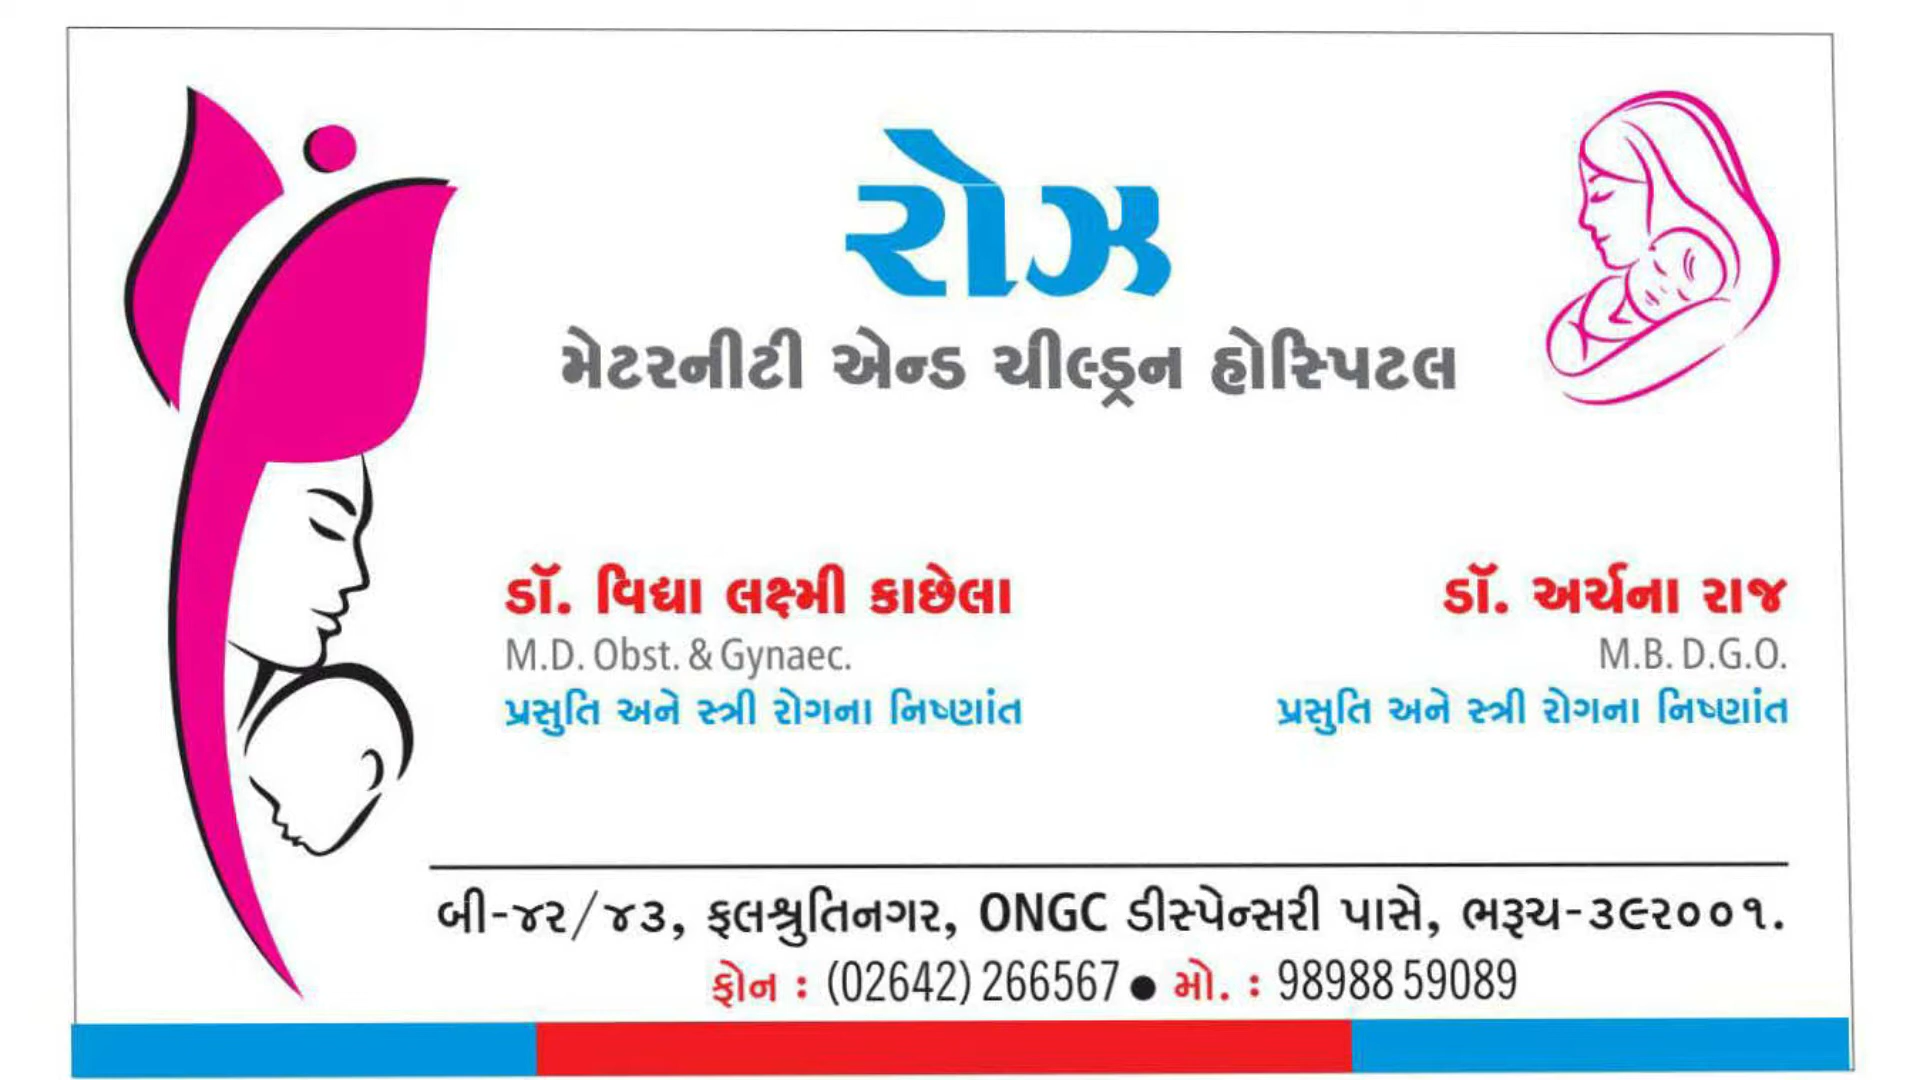 રોઝ
મેટરનીટી એન્ડ ચીલ્ડ્રન હોસ્પિટલ
ડૉ. વિદ્યા લક્ષ્મી કાછેલા
M.D. Obst. & Gynaec.
પ્રસુતિ અને સ્ત્રી રોગના નિષ્ણાંત
ડૉ. અર્ચના રાજ
M.B. D.G.O.
પ્રસુતિ અને સ્ત્રી રોગના નિષ્ણાંત
બી-૪૨/૪૩, ફલશ્રુતિનગર, ONGC ડીસ્પેન્સરી પાસે, ભરૂચ-૩૯૨૦૦૧.
ફોન : (02642) 266567 ● મો. : 98988 59089